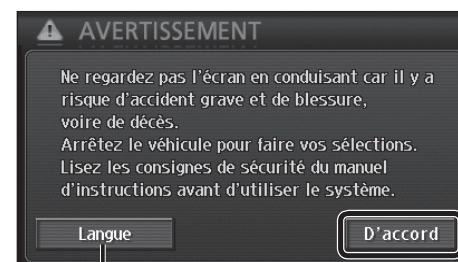 AVERTISSEMENT
Ne regardez pas l'écran en conduisant car il y a
risque d'accident grave et de blessure,
voire de décès.
Arrêtez le véhicule pour faire vos sélections.
Lisez les consignes de sécurité du manuel
d'instructions avant d'utiliser le système.
Langue
D'accord